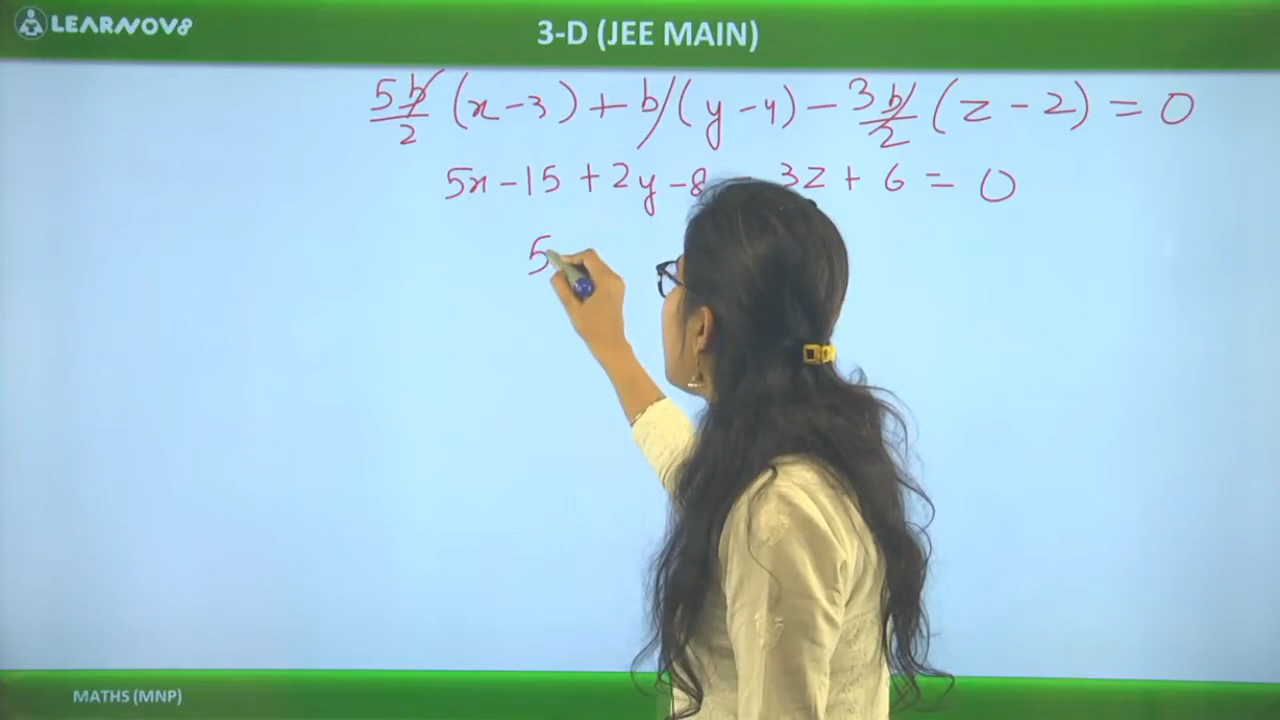 LEARNOV8
3-D (JEE MAIN)
5b/2 (x-3) + b(y-4) - 3b/2 (z-2) = 0
5x - 15 + 2y - 8 - 3z + 6 = 0
5
MATHS (MNP)